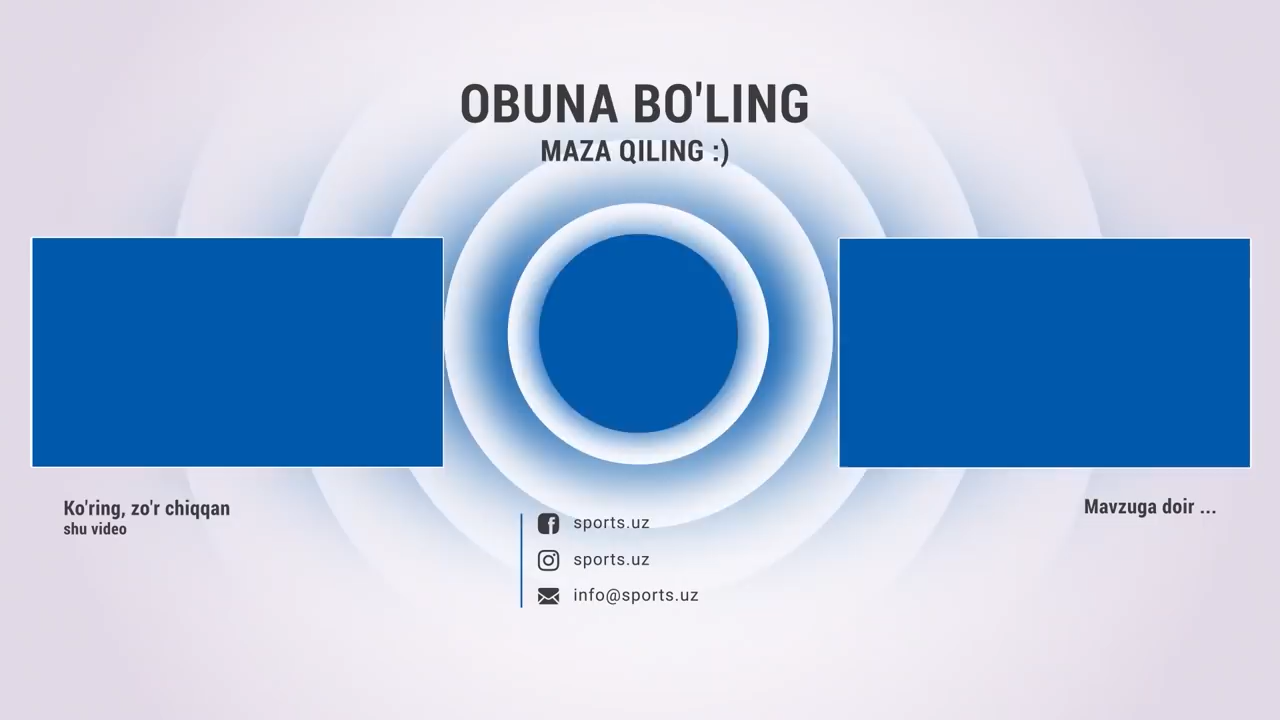 OBUNA BO'LING
MAZA QILING :)
Ko'ring, zo'r chiqqan
shu video
Mavzuga doir ...
sports.uz
sports.uz
info@sports.uz